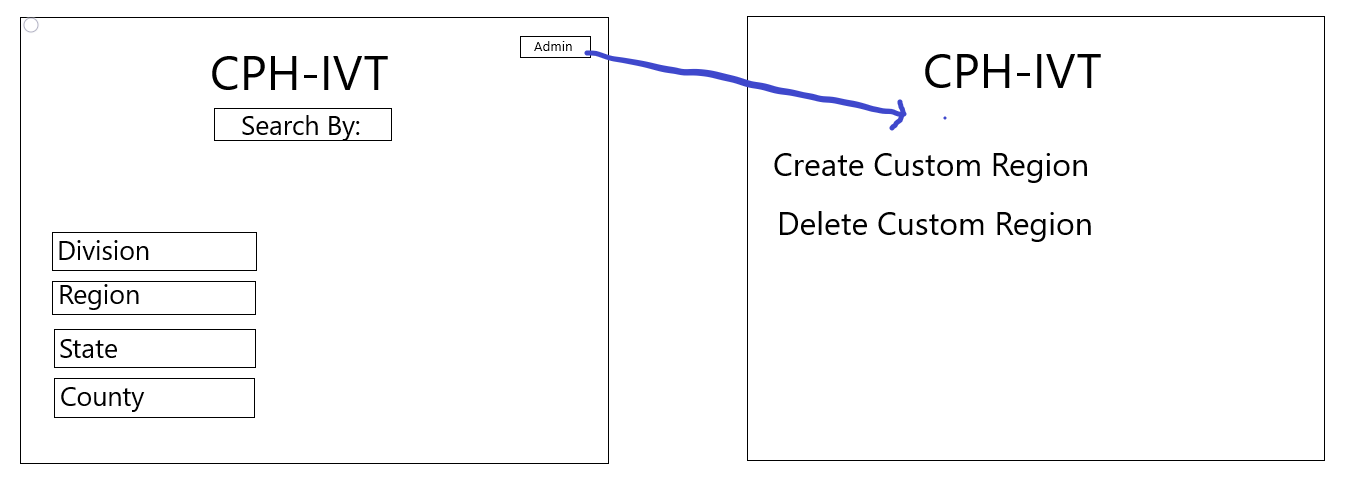 Admin
CPH-IVT
Search By:
Division
Region
State
County
CPH-IVT
Create Custom Region
Delete Custom Region